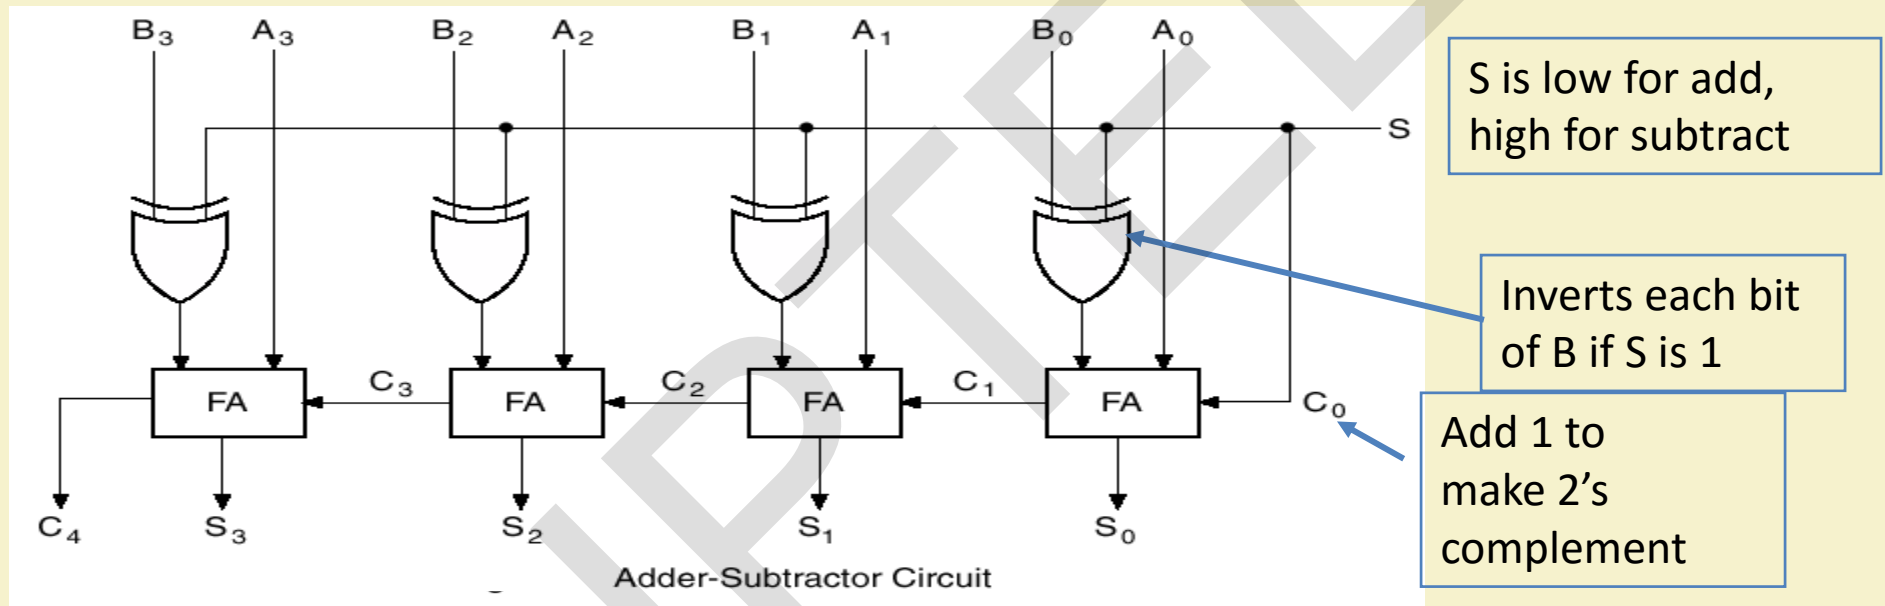 B₃ A₃ B₂ A₂ B₁ A₁ B₀ A₀
S
S is low for add,
high for subtract
Inverts each bit
of B if S is 1
FA C₃ FA C₂ FA C₁ FA C₀
Add 1 to
make 2’s
complement
C₄ S₃ S₂ S₁ S₀
Adder-Subtractor Circuit
PTE